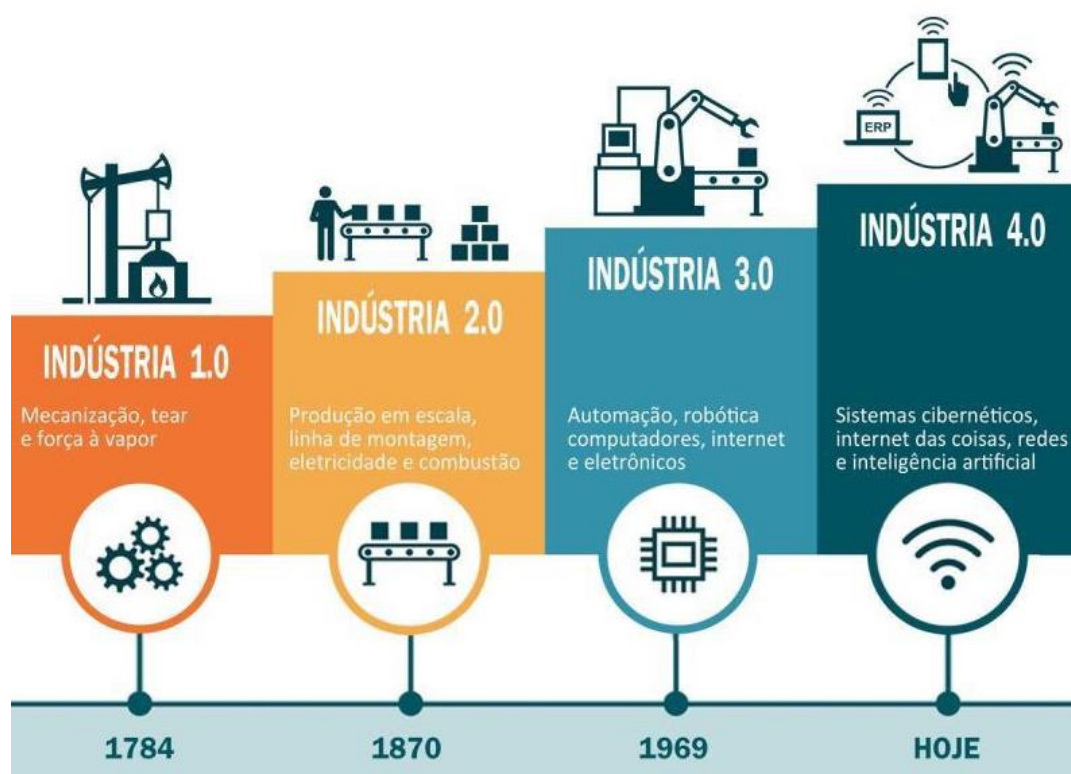 ERP
INDÚSTRIA 1.0
Mecanização, tear
e força à vapor
INDÚSTRIA 2.0
Produção em escala,
linha de montagem,
eletricidade e combustão
INDÚSTRIA 3.0
Automação, robótica
computadores, internet
e eletrônicos
INDÚSTRIA 4.0
Sistemas cibernéticos,
internet das coisas, redes
e inteligência artificial
1784
1870
1969
HOJE